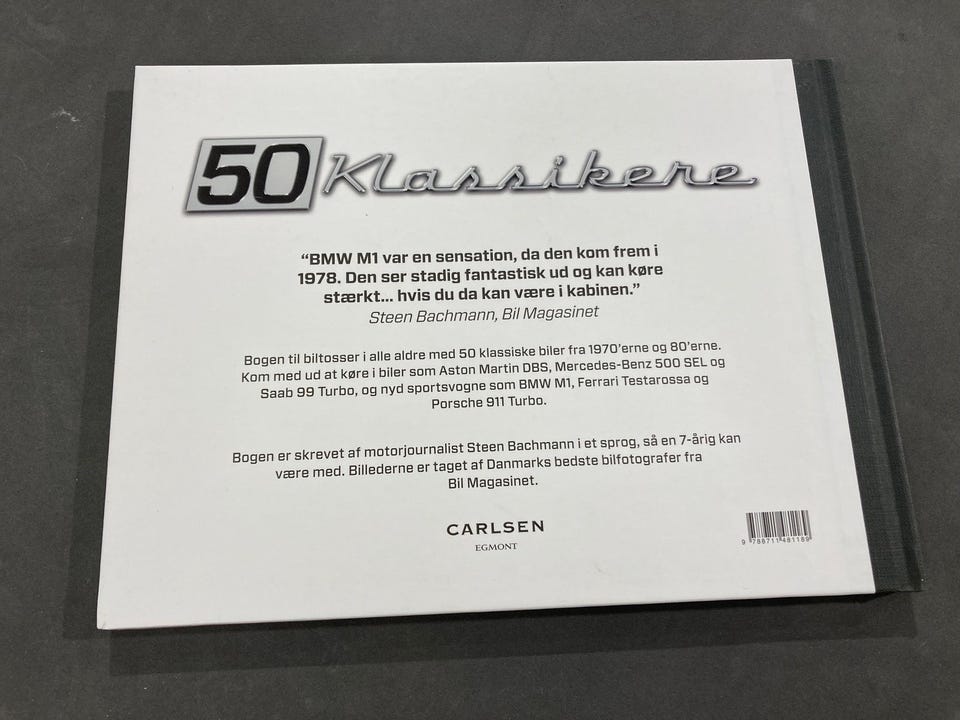 50 Klassikere
“BMW M1 var en sensation, da den kom frem i
1978. Den ser stadig fantastisk ud og kan køre
stærkt... hvis du da kan være i kabinen.”
Steen Bachmann, Bil Magasinet
Bogen til biltosser i alle aldre med 50 klassiske biler fra 1970’erne og 80’erne.
Kom med ud at køre i biler som Aston Martin DBS, Mercedes-Benz 500 SEL og
Saab 99 Turbo, og nyd sportsvogne som BMW M1, Ferrari Testarossa og
Porsche 911 Turbo.
Bogen er skrevet af motorjournalist Steen Bachmann i et sprog, så en 7-årig kan
være med. Billederne er taget af Danmarks bedste bilfotografer fra
Bil Magasinet.
CARLSEN
EGMONT
9 788711 481189